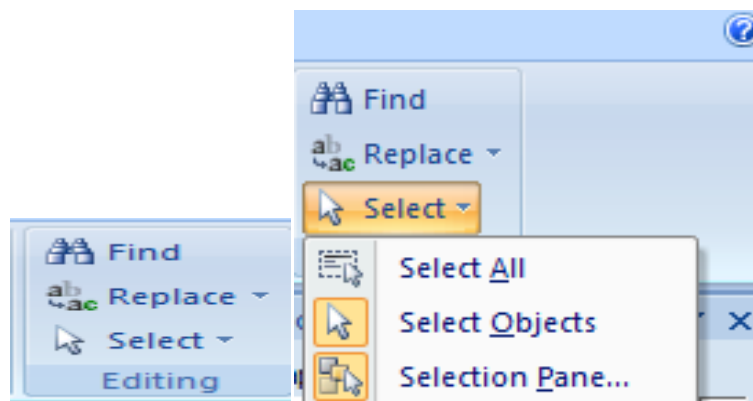 Find
Replace
Select
Editing
Find
Replace
Select
Select All
Select Objects
Selection Pane...